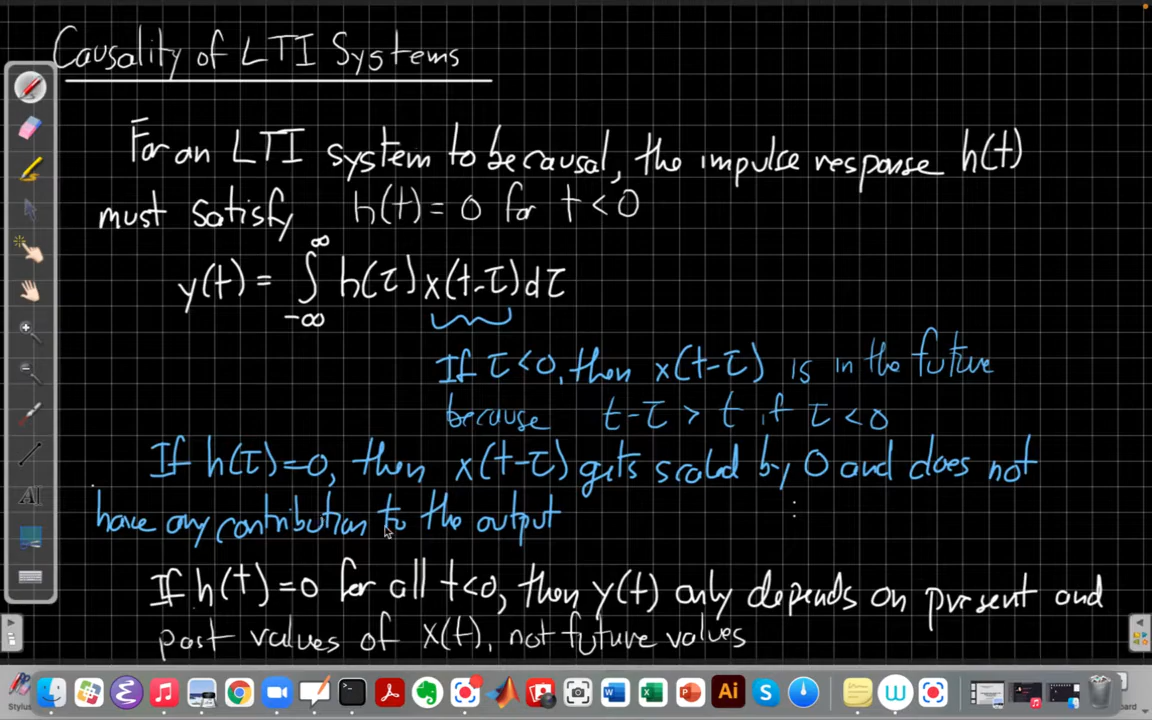 Causality of LTI Systems
For an LTI system to be causal, the impulse response h(t)
must satisfy h(t) = 0 for t < 0
y(t) = ∫_{-∞}^{∞} h(τ) x(t-τ) dτ
If τ < 0, then x(t-τ) is in the future
because t-τ > t if τ < 0
If h(τ) = 0, then x(t-τ) gets scaled by 0 and does not
have any contribution to the output
If h(t) = 0 for all t < 0, then y(t) only depends on present and
past values of x(t), not future values
Stylus